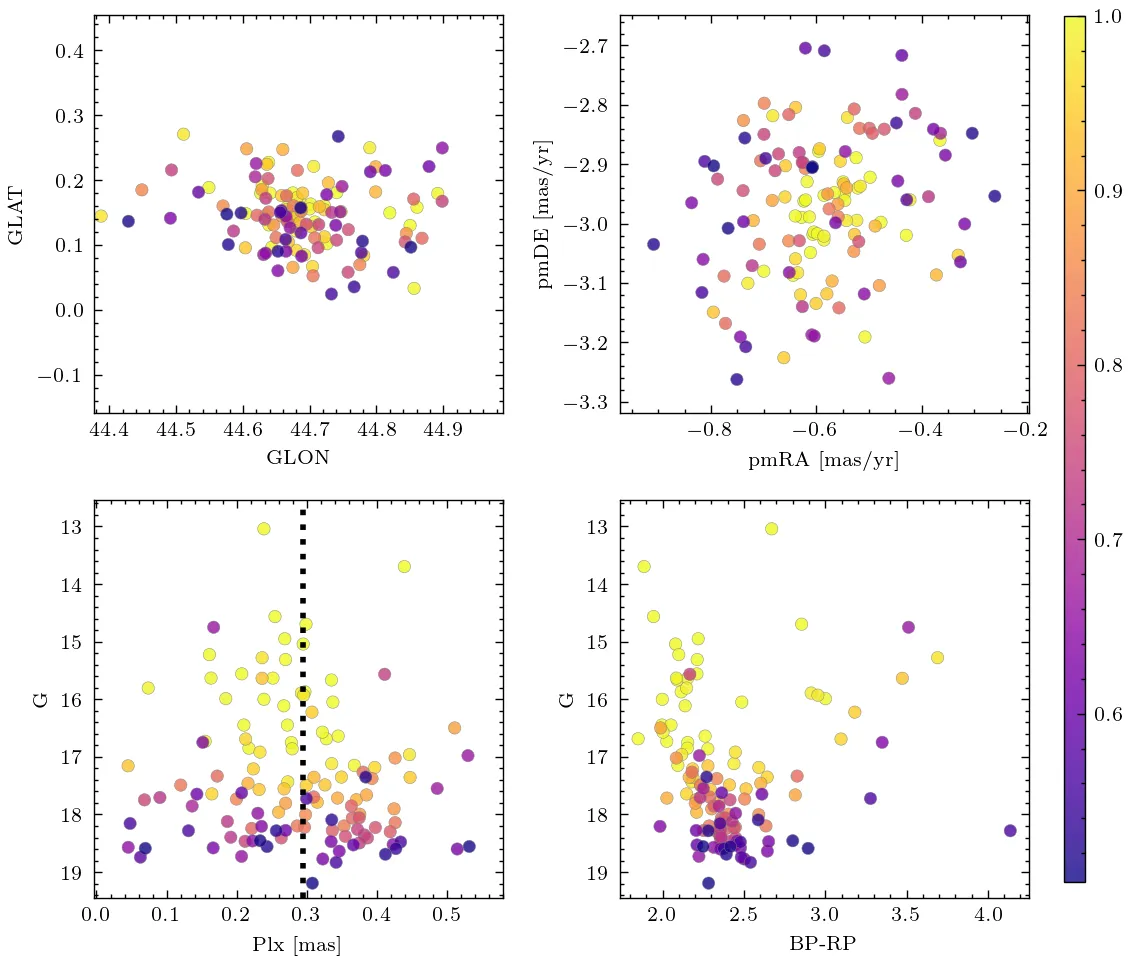 0.4
0.3
0.2
0.1
0.0
−0.1
GLAT
44.4 44.5 44.6 44.7 44.8 44.9
GLON
−2.7
−2.8
−2.9
−3.0
−3.1
−3.2
−3.3
pmDE [mas/yr]
−0.8 −0.6 −0.4 −0.2
pmRA [mas/yr]
13
14
15
16
17
18
19
G
0.0 0.1 0.2 0.3 0.4 0.5
Plx [mas]
13
14
15
16
17
18
19
G
2.0 2.5 3.0 3.5 4.0
BP-RP
1.0
0.9
0.8
0.7
0.6